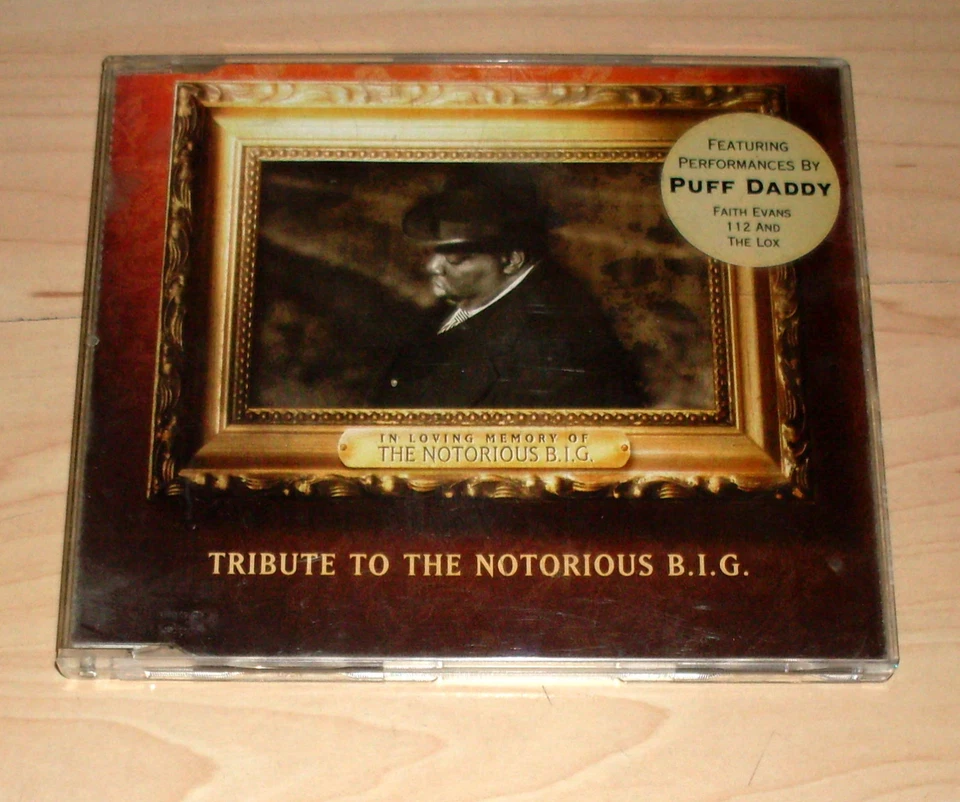 FEATURING
PERFORMANCES BY
PUFF DADDY
FAITH EVANS
112 AND
THE LOX
IN LOVING MEMORY OF
THE NOTORIOUS B.I.G.
TRIBUTE TO THE NOTORIOUS B.I.G.